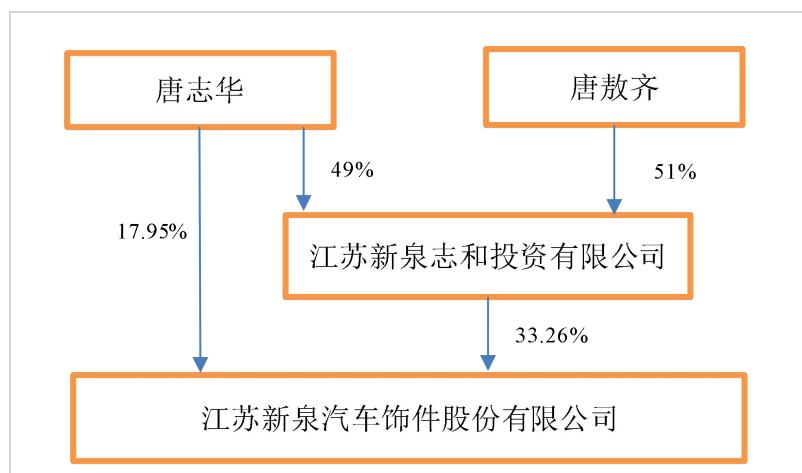 唐志华
唐敖齐
49%
51%
17.95%
江苏新泉志和投资有限公司
33.26%
江苏新泉汽车饰件股份有限公司